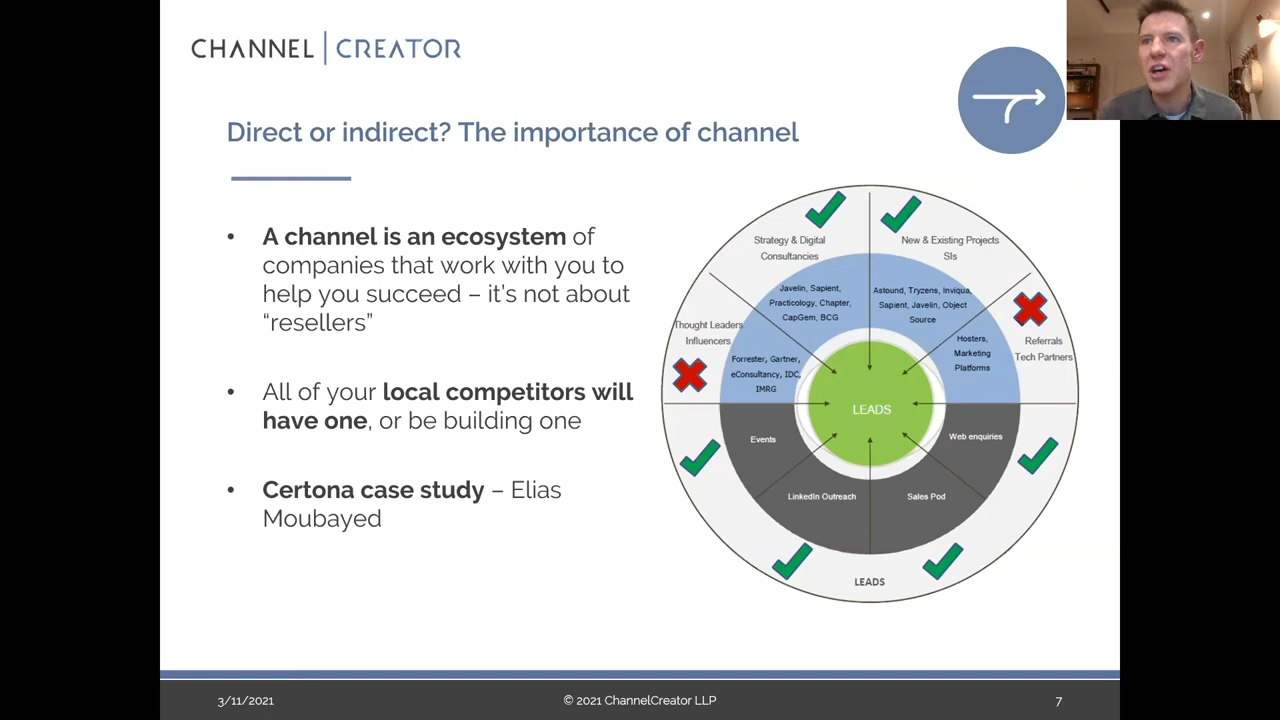 CHANNEL | CREATOR
Direct or indirect? The importance of channel
• A channel is an ecosystem of
companies that work with you to
help you succeed – it's not about
“resellers”
• All of your local competitors will
have one, or be building one
• Certona case study – Elias
Moubayed
Strategy & Digital
Consultancies
New & Existing Projects
SIs
Javelin, Sapient,
Practicology, Chapter,
CapGem, BCG
Astound, Tryzens, Inviqua,
Sapient, Javelin, Object
Source
Thought Leaders
Influencers
Forrester, Gartner,
eConsultancy, IDC,
IMRG
Hosters,
Marketing
Platforms
Referrals
Tech Partners
LEADS
Events
Web enquiries
LinkedIn Outreach
Sales Pod
LEADS
3/11/2021
© 2021 ChannelCreator LLP
7